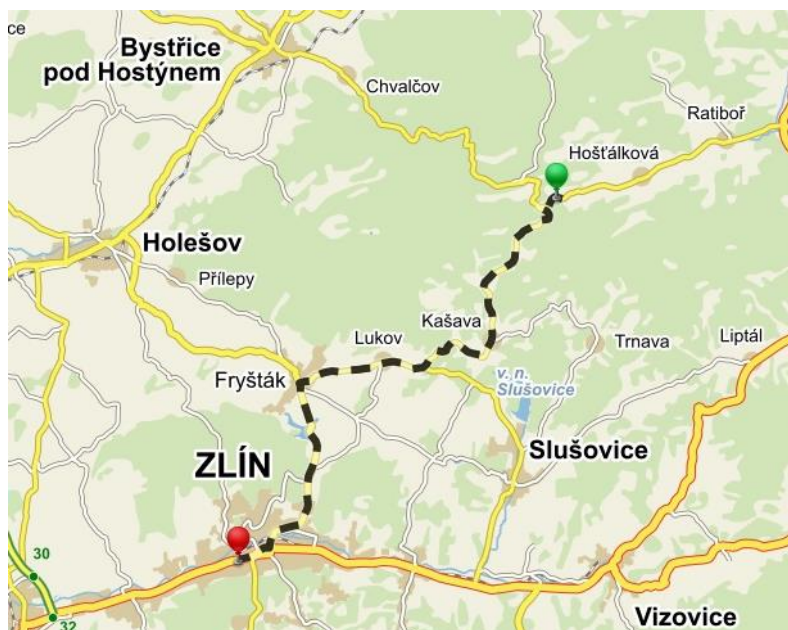 ce
Bystřice
pod Hostýnem
Chvalčov
Ratiboř
Hošťálková
Holešov
Přílepy
Kašava
Lukov
Trnava
Liptál
Fryšták
v. n.
Slušovice
ZLÍN
Slušovice
30
32
Vizovice